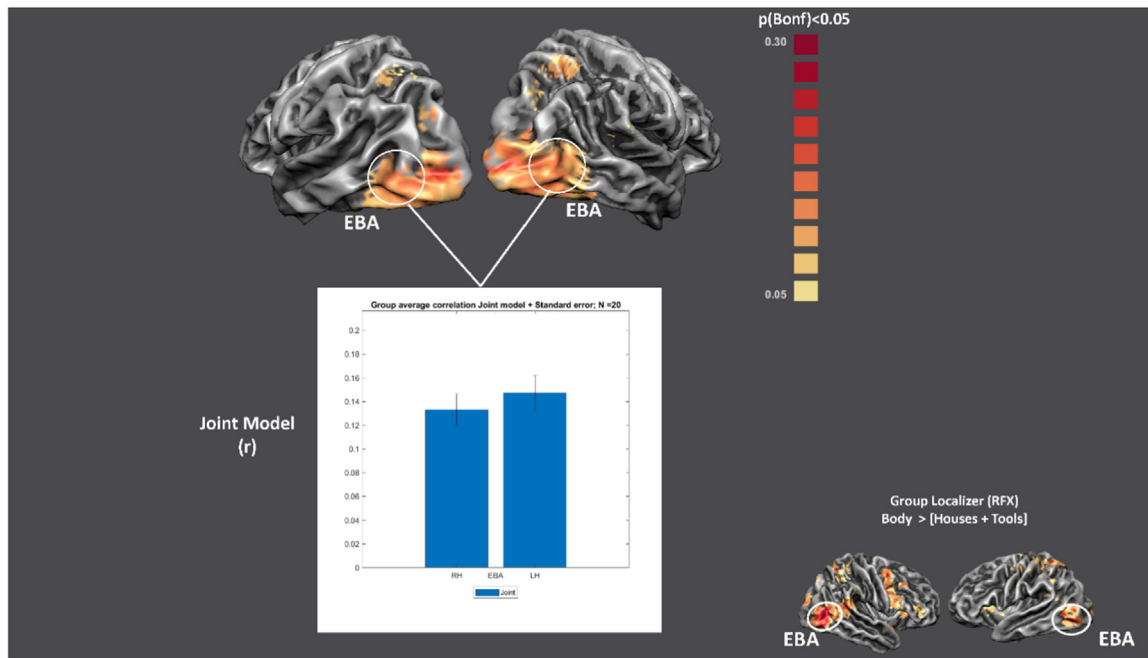 p(Bonf)<0.05
0.30
0.05
EBA
EBA
Group average correlation Joint model + Standard error; N =20
0.2
0.18
0.16
0.14
0.12
0.1
0.08
0.06
0.04
0.02
0
RH EBA LH
Joint
Joint Model
(r)
Group Localizer (RFX)
Body > [Houses + Tools]
EBA
EBA